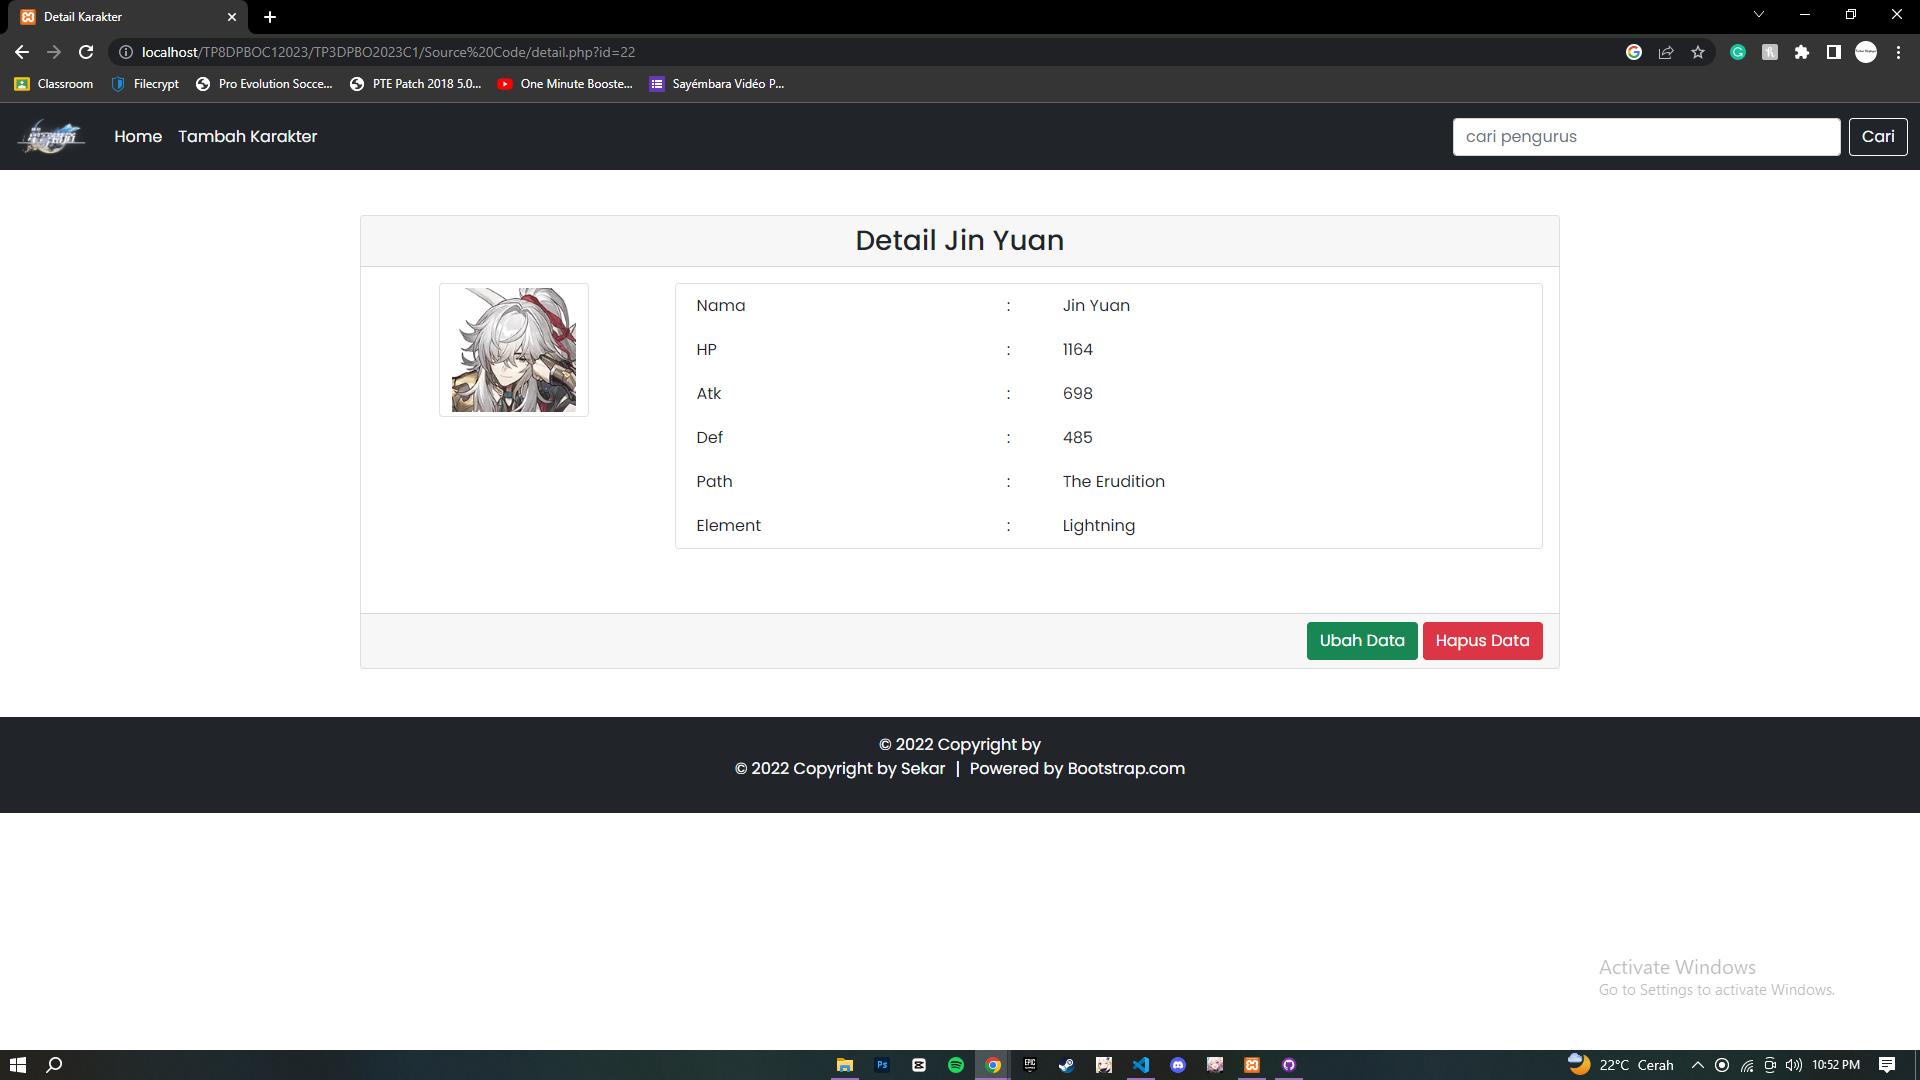 Detail Karakter
localhost/TP8DPBOC12023/TP3DPBO2023C1/Source%20Code/detail.php?id=22
Classroom Filecrypt Pro Evolution Socce... PTE Patch 2018 5.0... One Minute Booste... Sayémbara Vidéo P...
Home Tambah Karakter cari pengurus Cari
Detail Jin Yuan
Nama : Jin Yuan
HP : 1164
Atk : 698
Def : 485
Path : The Erudition
Element : Lightning
Ubah Data Hapus Data
© 2022 Copyright by
© 2022 Copyright by Sekar | Powered by Bootstrap.com
Activate Windows
Go to Settings to activate Windows.
22°C Cerah 10:52 PM